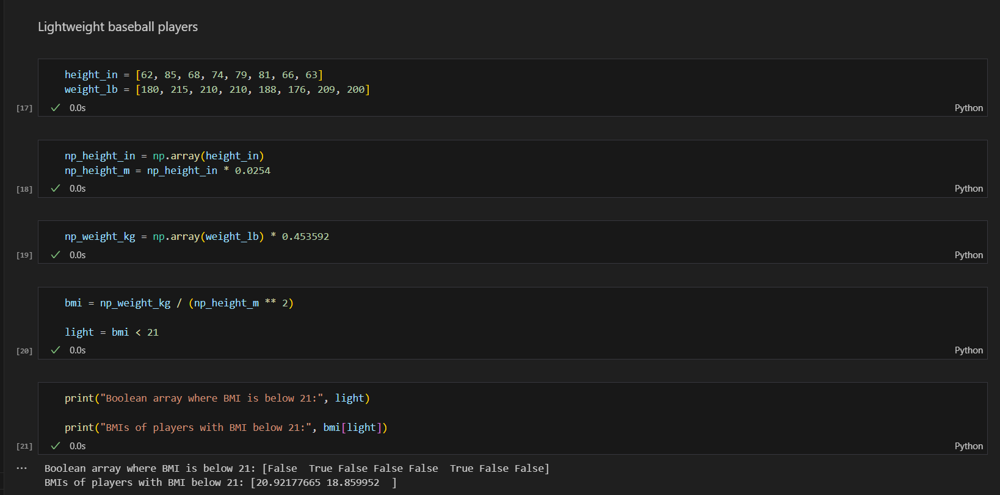 Lightweight baseball players
height_in = [62, 85, 68, 74, 79, 81, 66, 63]
weight_lb = [180, 215, 210, 210, 188, 176, 209, 200]
[17] ✓ 0.0s Python
np_height_in = np.array(height_in)
np_height_m = np_height_in * 0.0254
[18] ✓ 0.0s Python
np_weight_kg = np.array(weight_lb) * 0.453592
[19] ✓ 0.0s Python
bmi = np_weight_kg / (np_height_m ** 2)
light = bmi < 21
[20] ✓ 0.0s Python
print("Boolean array where BMI is below 21:", light)
print("BMIs of players with BMI below 21:", bmi[light])
[21] ✓ 0.0s Python
... Boolean array where BMI is below 21: [False  True False False False  True False False]
BMIs of players with BMI below 21: [20.92177665 18.859952  ]